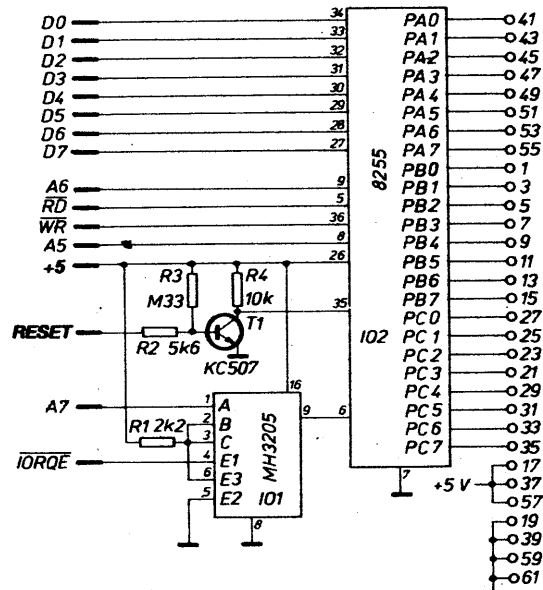 D0 34 PA0 41
D1 33 PA1 43
D2 32 PA2 45
D3 31 PA3 47
D4 30 PA4 49
D5 29 PA5 51
D6 28 PA6 53
D7 27 PA7 55
8255
PB0 1
A6 9 PB1 3
RD 5 PB2 5
WR 36 PB3 7
A5 8 PB4 9
+5 26 PB5 11
PB6 13
R3 R4 PB7 15
M33 10k PC0 27
T1 35 IO2 PC1 25
RESET PC2 23
R2 5k6 PC3 21
KC507 PC4 29
16
A7 1 A 9 6 PC5 31
2 B PC6 33
R1 2k2 3 C PC7 35
IORQE 4 E1 MH3205 17
6 E3 7 +5 V 37
5 E2 IO1 57
8 19
39
59
61